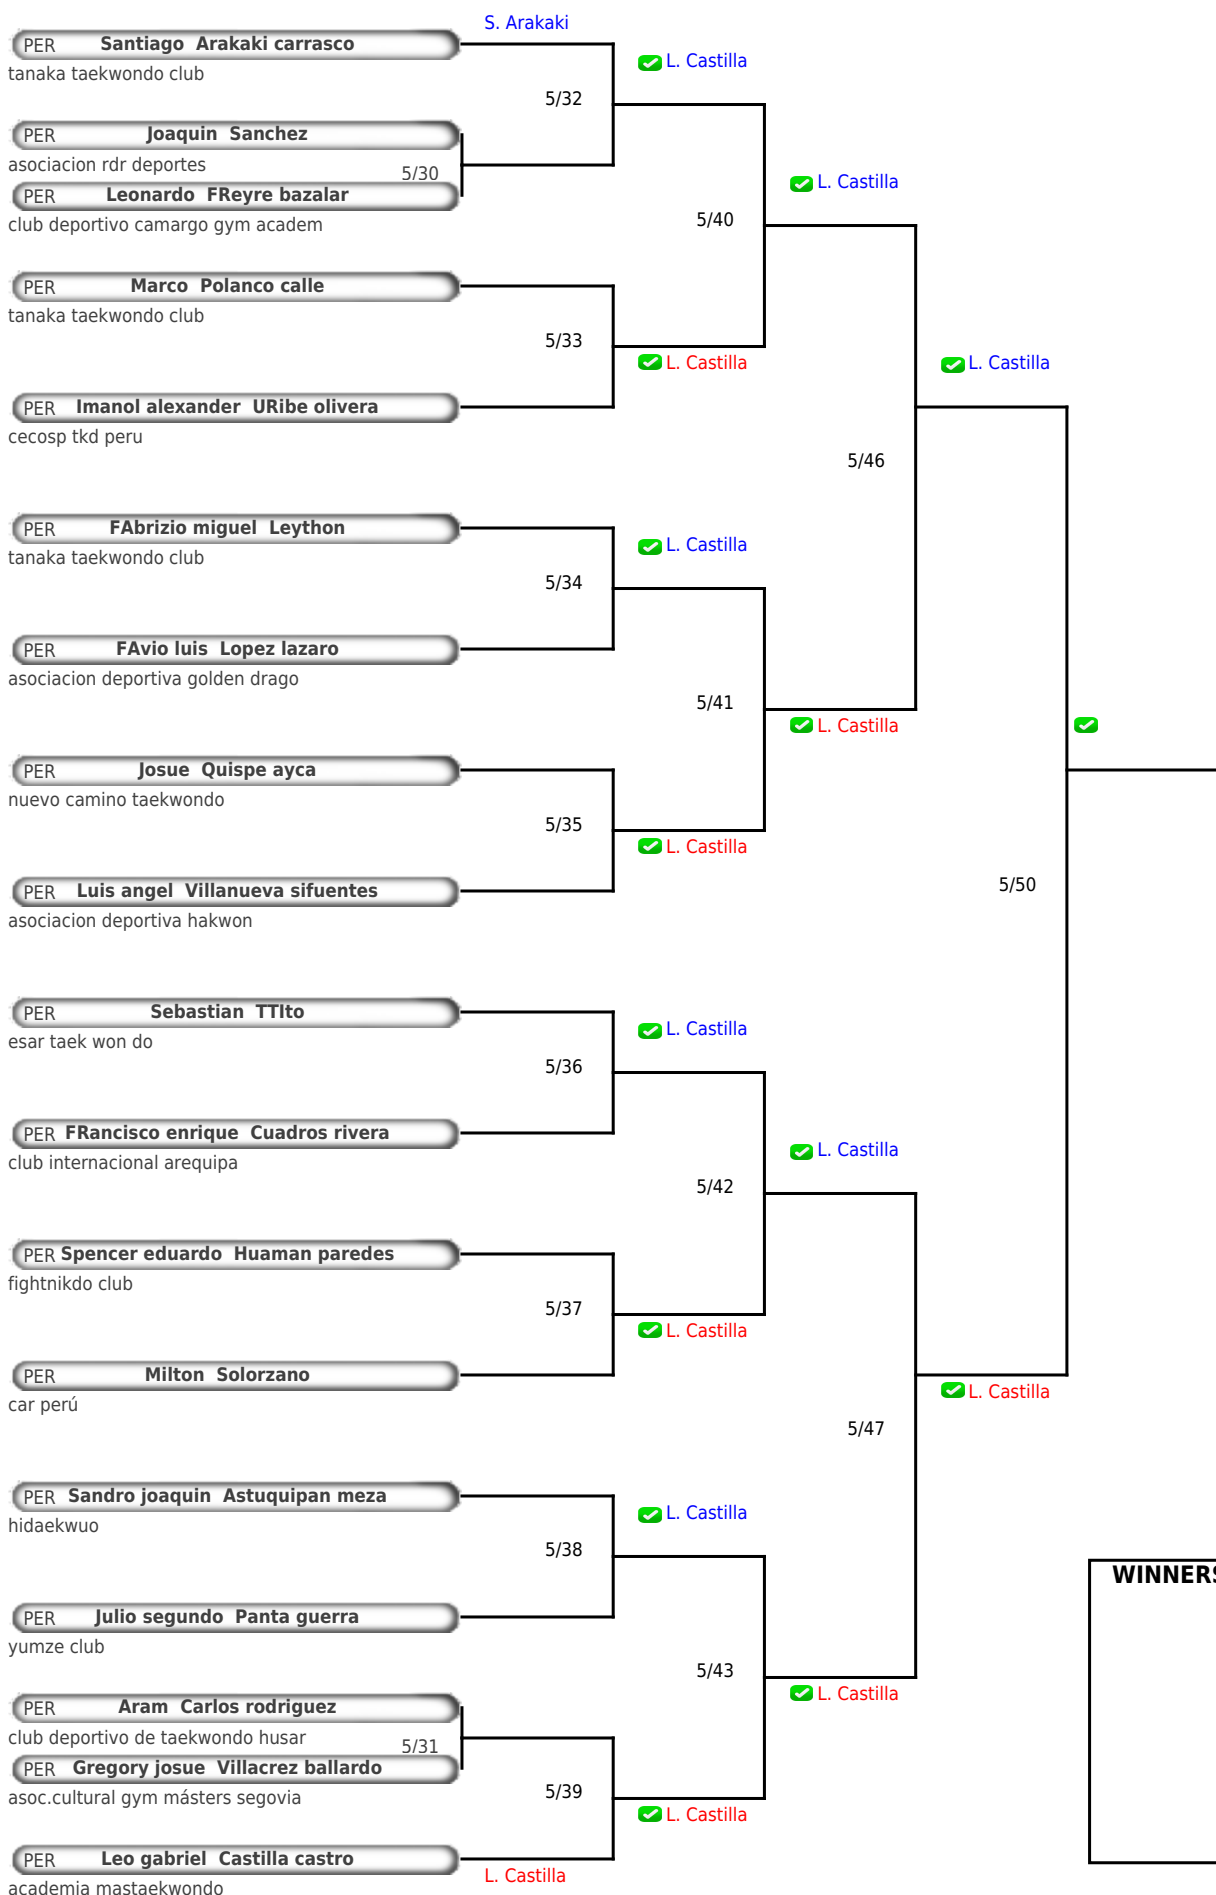 S. Arakaki
PER Santiago Arakaki carrasco
L. Castilla
tanaka taekwondo club
5/32
PER Joaquin Sanchez
asociacion rdr deportes
5/30
L. Castilla
PER Leonardo FReyre bazalar
5/40
club deportivo camargo gym academ
PER Marco Polanco calle
tanaka taekwondo club
5/33
L. Castilla
L. Castilla
PER Imanol alexander URibe olivera
cecosp tkd peru
5/46
PER FAbrizio miguel Leython
L. Castilla
tanaka taekwondo club
5/34
PER FAvio luis Lopez lazaro
asociacion deportiva golden drago
5/41
L. Castilla
PER Josue Quispe ayca
nuevo camino taekwondo
5/35
L. Castilla
PER Luis angel Villanueva sifuentes
5/50
asociacion deportiva hakwon
PER Sebastian TTIto
L. Castilla
esar taek won do
5/36
PER FRancisco enrique Cuadros rivera
L. Castilla
club internacional arequipa
5/42
PER Spencer eduardo Huaman paredes
fightnikdo club
5/37
L. Castilla
PER Milton Solorzano
L. Castilla
car perú
5/47
PER Sandro joaquin Astuquipan meza
L. Castilla
hidaekwuo
5/38
WINNERS
PER Julio segundo Panta guerra
yumze club
5/43
L. Castilla
PER Aram Carlos rodriguez
club deportivo de taekwondo husar
5/31
PER Gregory josue Villacrez ballardo
5/39
asoc.cultural gym másters segovia
L. Castilla
PER Leo gabriel Castilla castro
L. Castilla
academia mastaekwondo